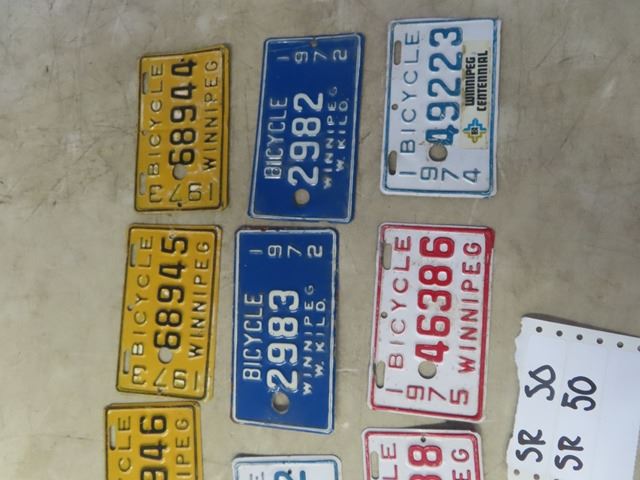 BICYCLE
68944
WINNIPEG
BICYCLE
1972
2982
WINNIPEG
W. KILD.
BICYCLE
49223
WINNIPEG
CENTENNIAL
1974
BICYCLE
68945
WINNIPEG
BICYCLE
1972
2983
WINNIPEG
W. KILD.
BICYCLE
46386
WINNIPEG
1975
SR 50
SR 50